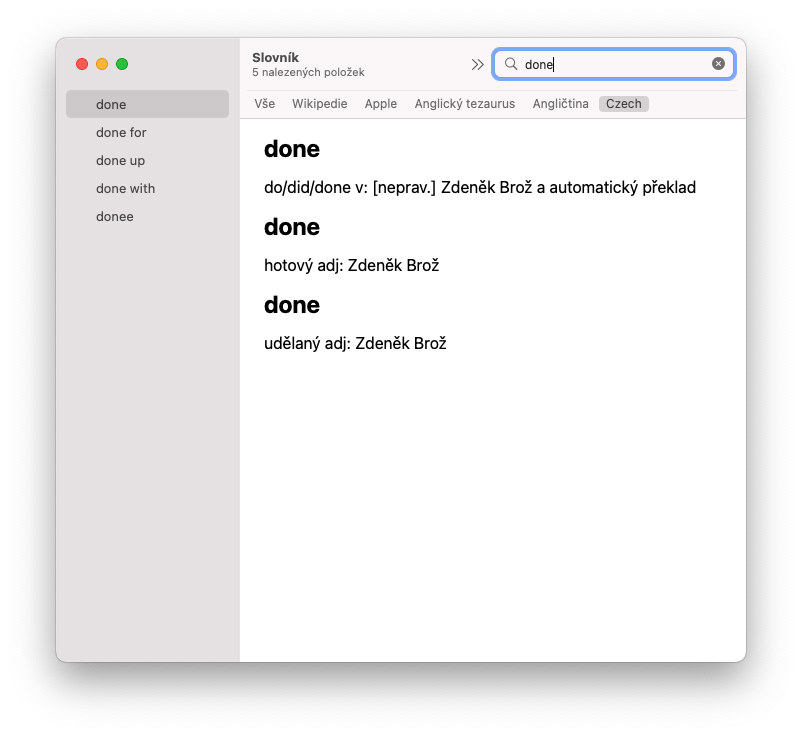 Slovník
5 nalezených položek
done
Vše Wikipedie Apple Anglický tezaurus Angličtina Czech
done
done for
done up
done with
donee
done
do/did/done v: [neprav.] Zdeněk Brož a automatický překlad
done
hotový adj: Zdeněk Brož
done
udělaný adj: Zdeněk Brož